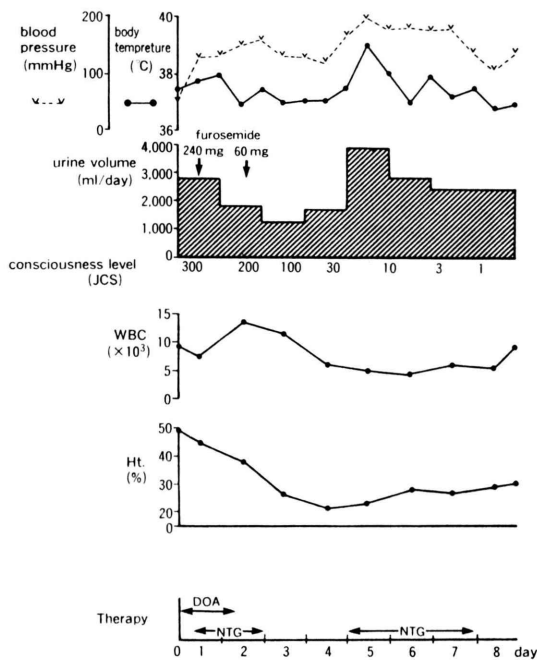 blood pressure (mmHg)
200
100
0
body tempreture (°C)
40
38
36
furosemide
240 mg 60 mg
urine volume (ml/day)
4,000
3,000
2,000
1,000
0
consciousness level (JCS)
300 200 100 30 10 3 1
WBC (×10³)
15
10
5
0
Ht. (%)
50
40
30
20
0
Therapy
DOA
NTG NTG
0 1 2 3 4 5 6 7 8 day